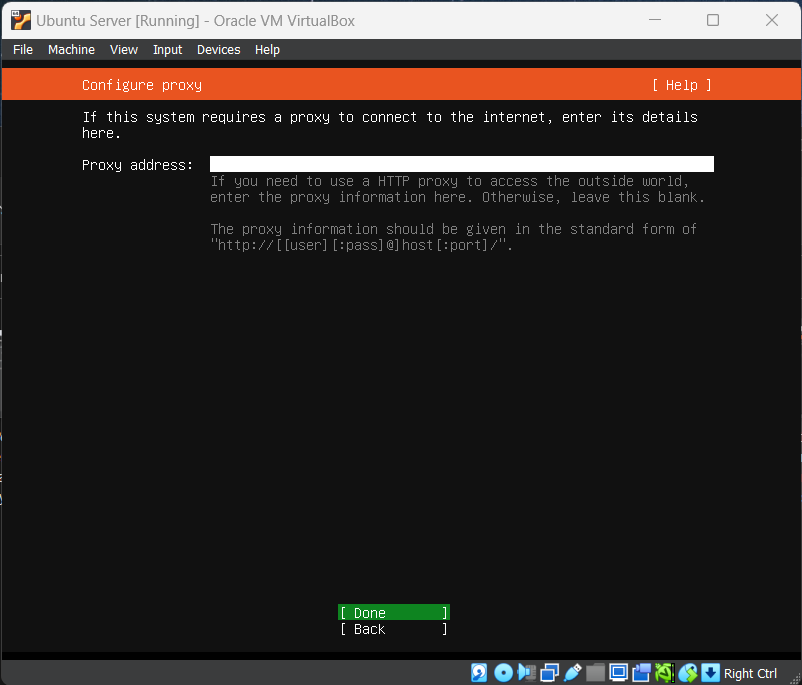 Ubuntu Server [Running] - Oracle VM VirtualBox
File Machine View Input Devices Help
Configure proxy [ Help ]
If this system requires a proxy to connect to the internet, enter its details
here.
Proxy address:
If you need to use a HTTP proxy to access the outside world,
enter the proxy information here. Otherwise, leave this blank.
The proxy information should be given in the standard form of
"http://[[user][:pass]@]host[:port]/".
[ Done ]
[ Back ]
Right Ctrl